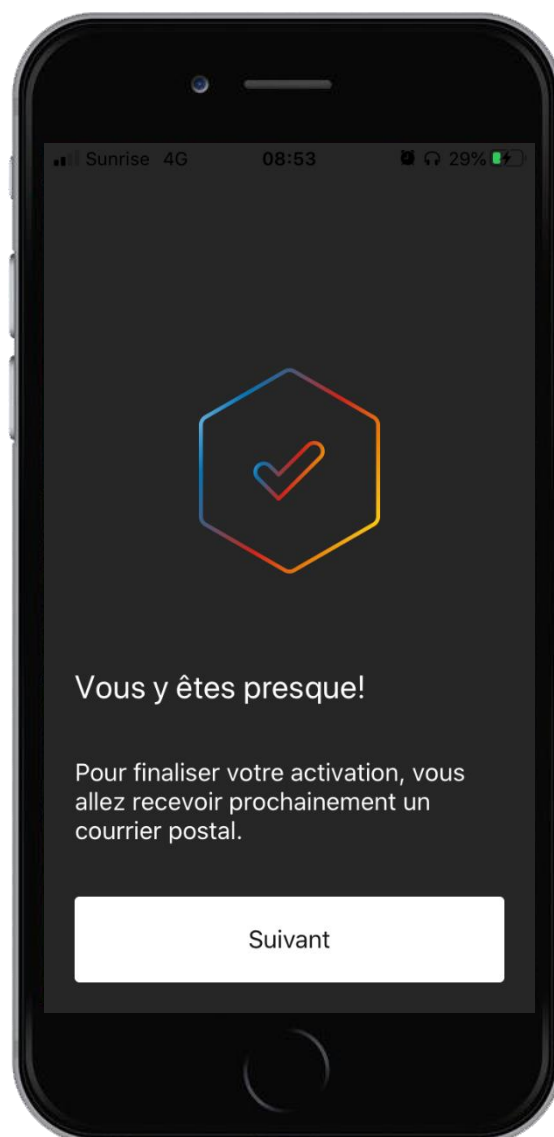 Sunrise 4G 08:53 29%
Vous y êtes presque!
Pour finaliser votre activation, vous
allez recevoir prochainement un
courrier postal.
Suivant